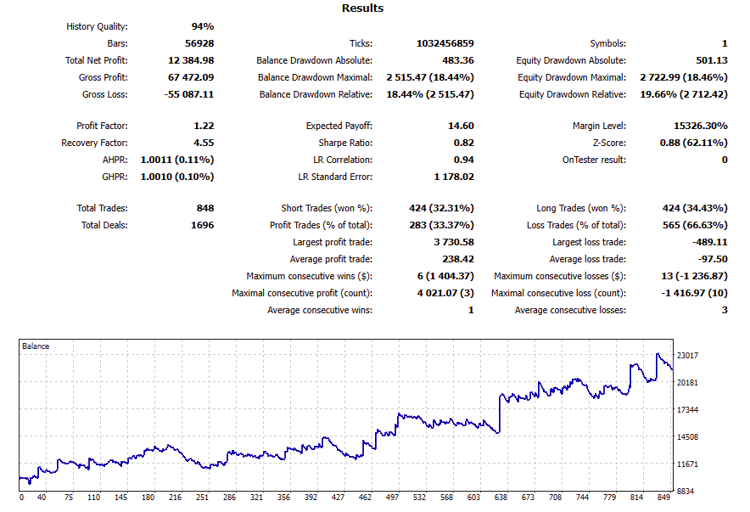 Results
History Quality: 94%
Bars: 56928 Ticks: 1032456859 Symbols: 1
Total Net Profit: 12 384.98 Balance Drawdown Absolute: 483.36 Equity Drawdown Absolute: 501.13
Gross Profit: 67 472.09 Balance Drawdown Maximal: 2 515.47 (18.44%) Equity Drawdown Maximal: 2 722.99 (18.46%)
Gross Loss: -55 087.11 Balance Drawdown Relative: 18.44% (2 515.47) Equity Drawdown Relative: 19.66% (2 712.42)
Profit Factor: 1.22 Expected Payoff: 14.60 Margin Level: 15326.30%
Recovery Factor: 4.55 Sharpe Ratio: 0.82 Z-Score: 0.88 (62.11%)
AHPR: 1.0011 (0.11%) LR Correlation: 0.94 OnTester result: 0
GHPR: 1.0010 (0.10%) LR Standard Error: 1 178.02
Total Trades: 848 Short Trades (won %): 424 (32.31%) Long Trades (won %): 424 (34.43%)
Total Deals: 1696 Profit Trades (% of total): 283 (33.37%) Loss Trades (% of total): 565 (66.63%)
Largest profit trade: 3 730.58 Largest loss trade: -489.11
Average profit trade: 238.42 Average loss trade: -97.50
Maximum consecutive wins ($): 6 (1 404.37) Maximum consecutive losses ($): 13 (-1 236.87)
Maximal consecutive profit (count): 4 021.07 (3) Maximal consecutive loss (count): -1 416.97 (10)
Average consecutive wins: 1 Average consecutive losses: 3
Balance
23017
20181
17344
14508
11671
8834
0 40 75 110 145 180 216 251 286 321 356 392 427 462 497 532 568 603 638 673 708 744 779 814 849